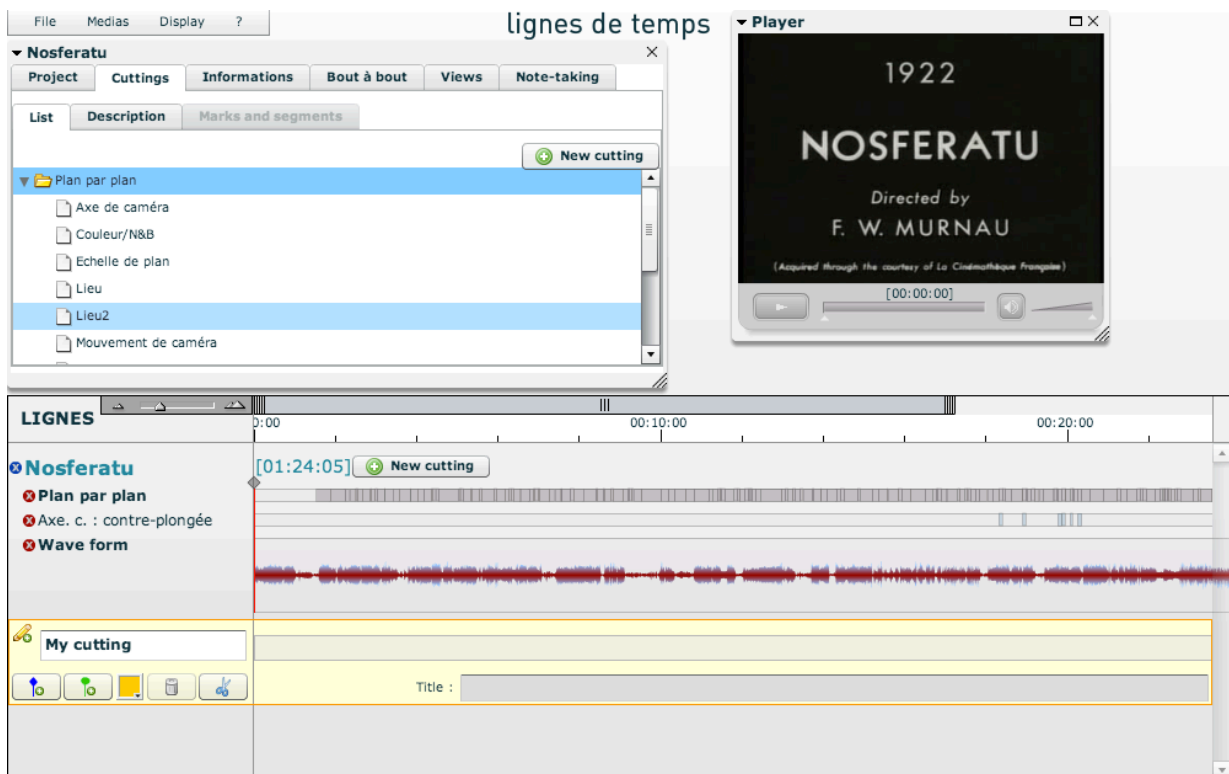 File Medias Display ?
lignes de temps
Nosferatu
Project Cuttings Informations Bout à bout Views Note-taking
List Description Marks and segments
New cutting
Plan par plan
Axe de caméra
Couleur/N&B
Echelle de plan
Lieu
Lieu2
Mouvement de caméra
Player
1922
NOSFERATU
Directed by
F. W. MURNAU
(Acquired through the courtesy of La Cinémathèque Française)
[00:00:00]
LIGNES
0:00 00:10:00 00:20:00
Nosferatu [01:24:05] New cutting
Plan par plan
Axe. c. : contre-plongée
Wave form
My cutting
Title :